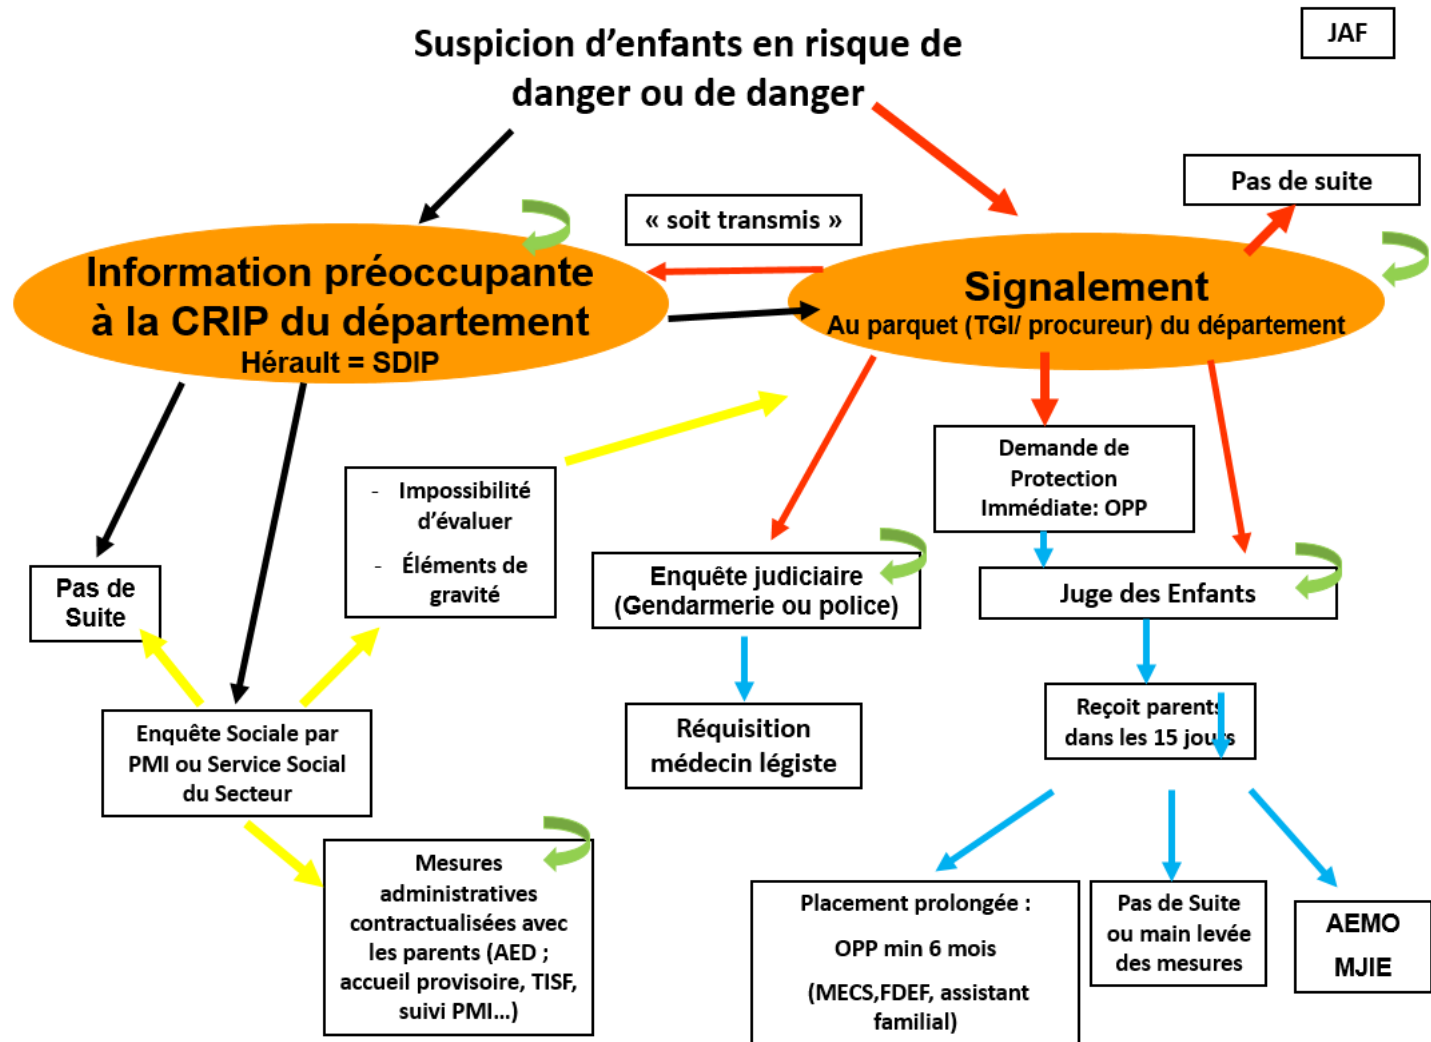 Suspicion d’enfants en risque de
danger ou de danger
JAF
Pas de suite
« soit transmis »
Information préoccupante
à la CRIP du département
Hérault = SDIP
Signalement
Au parquet (TGI/ procureur) du département
Demande de
Protection
Immédiate: OPP
- Impossibilité
d’évaluer
- Éléments de
gravité
Pas de
Suite
Enquête judiciaire
(Gendarmerie ou police)
Juge des Enfants
Enquête Sociale par
PMI ou Service Social
du Secteur
Réquisition
médecin légiste
Reçoit parents
dans les 15 jours
Mesures
administratives
contractualisées avec
les parents (AED ;
accueil provisoire, TISF,
suivi PMI…)
Placement prolongée :
OPP min 6 mois
(MECS,FDEF, assistant
familial)
Pas de Suite
ou main levée
des mesures
AEMO
MJIE